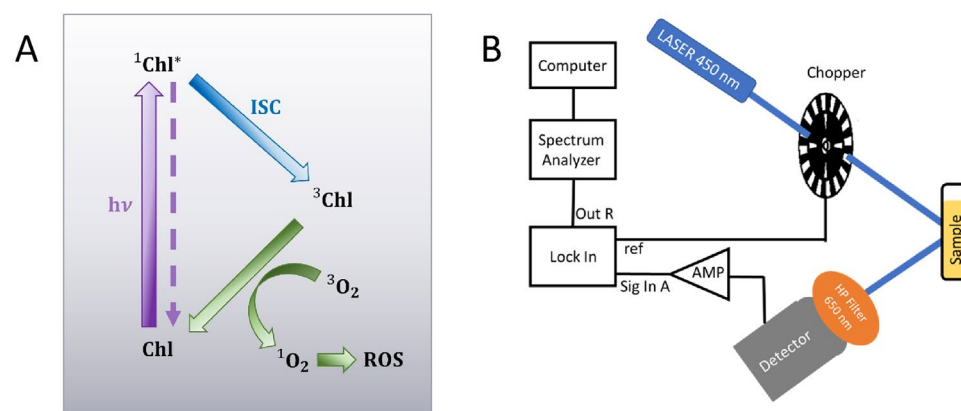 A
¹Chl*
ISC
hν
³Chl
³O₂
Chl
¹O₂
ROS
B
LASER 450 nm
Computer
Chopper
Spectrum
Analyzer
Out R
Lock In
ref
Sig In A
AMP
Sample
HP Filter
650 nm
Detector